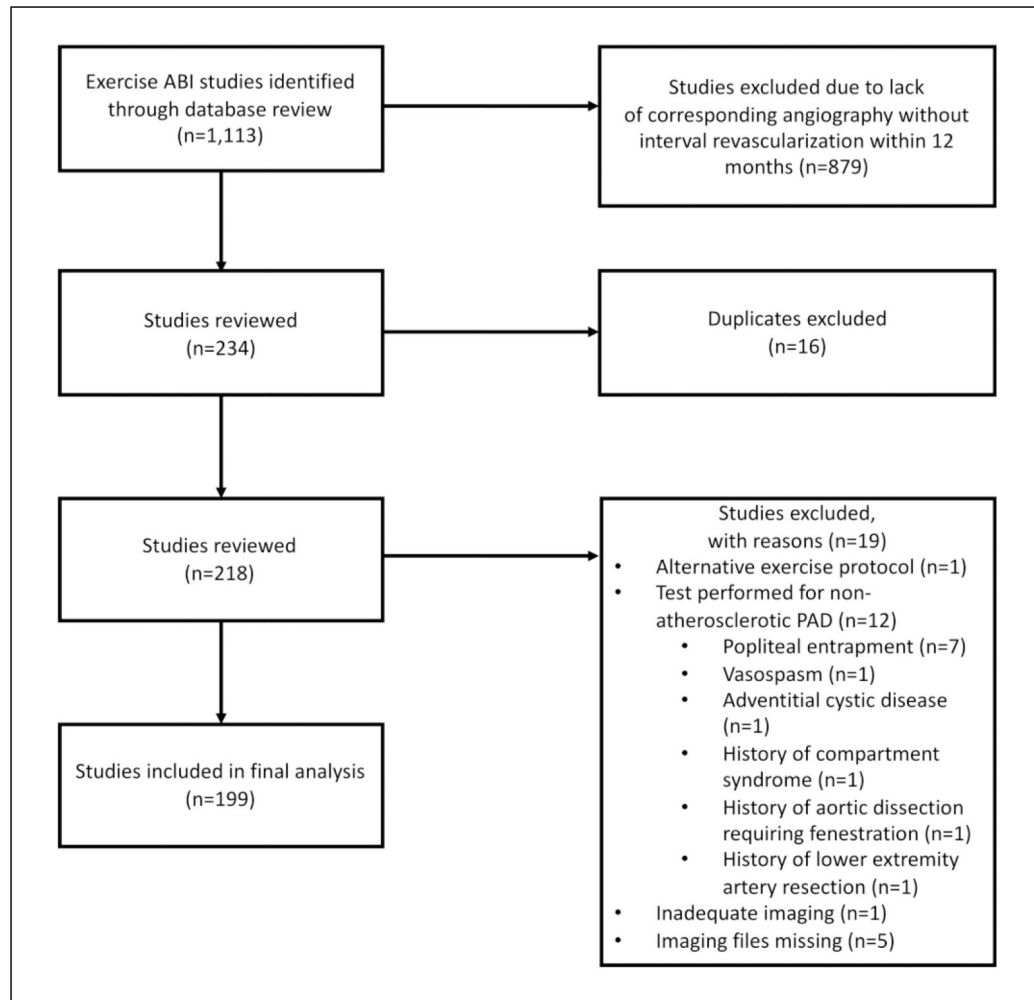 Exercise ABI studies identified
through database review
(n=1,113)
Studies excluded due to lack
of corresponding angiography without
interval revascularization within 12
months (n=879)
Studies reviewed
(n=234)
Duplicates excluded
(n=16)
Studies reviewed
(n=218)
Studies excluded,
with reasons (n=19)
• Alternative exercise protocol (n=1)
• Test performed for non-
atherosclerotic PAD (n=12)
• Popliteal entrapment (n=7)
• Vasospasm (n=1)
• Adventitial cystic disease
(n=1)
• History of compartment
syndrome (n=1)
• History of aortic dissection
requiring fenestration (n=1)
• History of lower extremity
artery resection (n=1)
• Inadequate imaging (n=1)
• Imaging files missing (n=5)
Studies included in final analysis
(n=199)